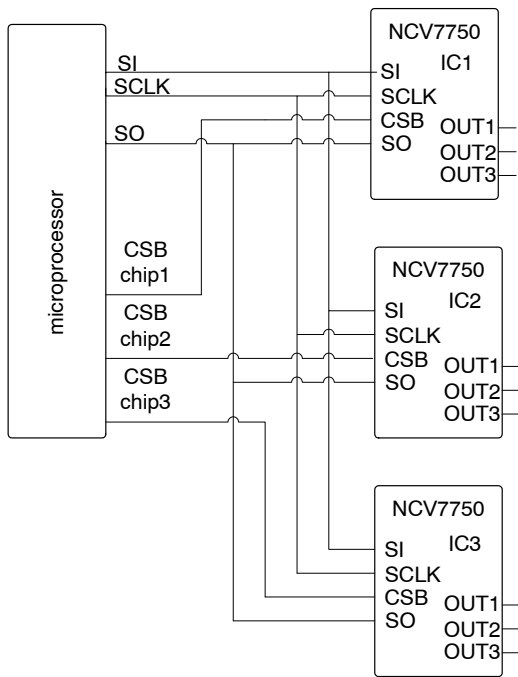 microprocessor
SI
SCLK
SO
CSB
chip1
CSB
chip2
CSB
chip3
NCV7750
IC1
SI
SCLK
CSB
SO
OUT1
OUT2
OUT3
NCV7750
IC2
SI
SCLK
CSB
SO
OUT1
OUT2
OUT3
NCV7750
IC3
SI
SCLK
CSB
SO
OUT1
OUT2
OUT3